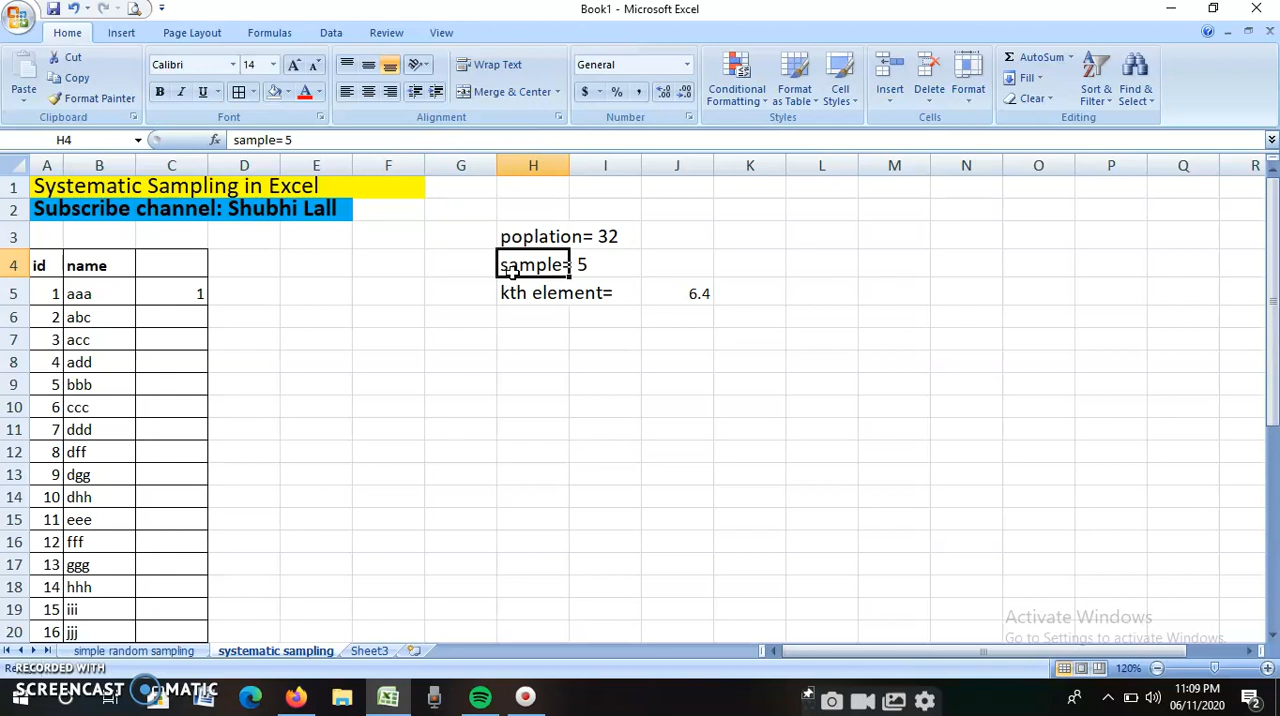 Book1 - Microsoft Excel
Home Insert Page Layout Formulas Data Review View
Cut
Copy
Format Painter
Paste
Clipboard
Calibri 14
B I U
Font
Wrap Text
Merge & Center
Alignment
General
$ % ,
Number
Conditional Formatting
Format as Table
Cell Styles
Styles
Insert Delete Format
Cells
AutoSum
Fill
Clear
Sort & Filter
Find & Select
Editing
H4 fx sample= 5
A B C D E F G H I J K L M N O P Q R
1 Systematic Sampling in Excel
2 Subscribe channel: Shubhi Lall
3 poplation= 32
4 id name sample= 5
5 1 aaa 1 kth element= 6.4
6 2 abc
7 3 acc
8 4 add
9 5 bbb
10 6 ccc
11 7 ddd
12 8 dff
13 9 dgg
14 10 dhh
15 11 eee
16 12 fff
17 13 ggg
18 14 hhh
19 15 iii
20 16 jjj
Activate Windows
Go to Settings to activate Windows.
simple random sampling systematic sampling Sheet3
120%
RECORDED WITH
SCREENCAST MATIC
11:09 PM
06/11/2020
2